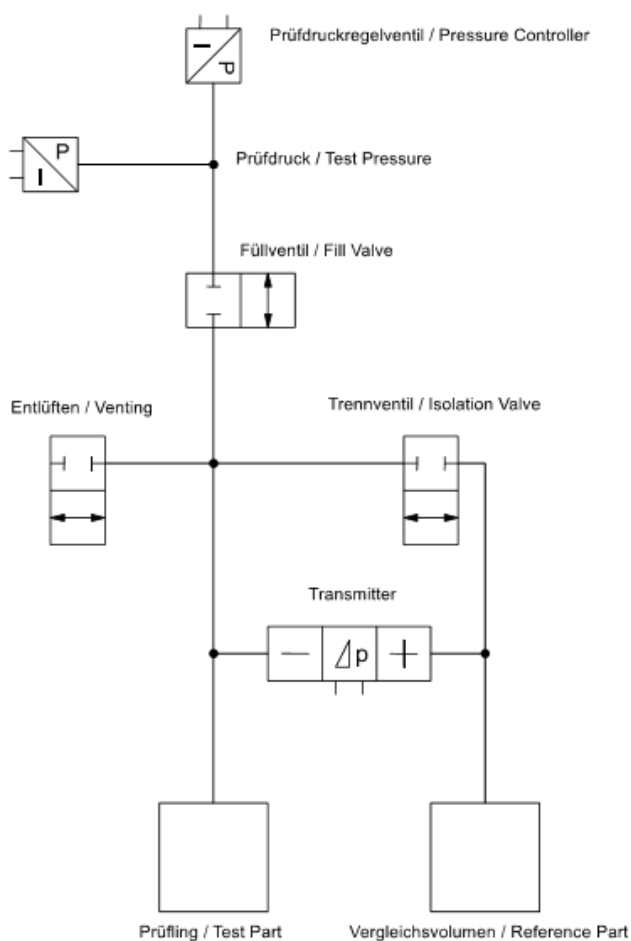 Prüfdruckregelventil / Pressure Controller
I
P
P
I
Prüfdruck / Test Pressure
Füllventil / Fill Valve
Entlüften / Venting
Trennventil / Isolation Valve
Transmitter
— ⊿p +
Prüfling / Test Part
Vergleichsvolumen / Reference Part